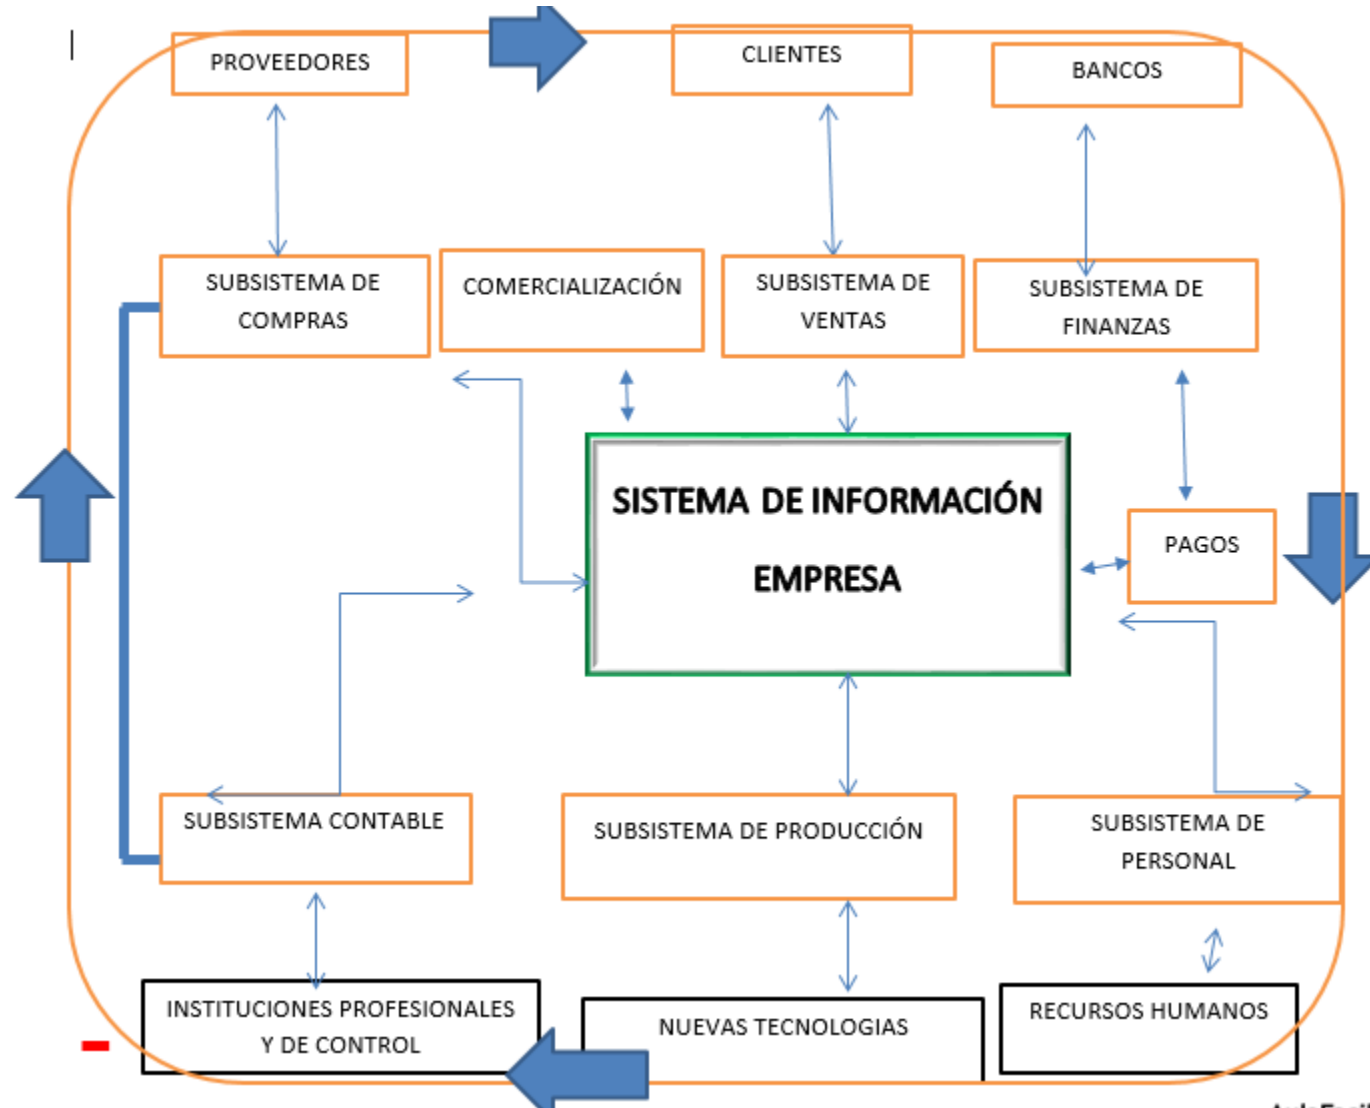 PROVEEDORES
CLIENTES
BANCOS
SUBSISTEMA DE
COMPRAS
COMERCIALIZACIÓN
SUBSISTEMA DE
VENTAS
SUBSISTEMA DE
FINANZAS
SISTEMA DE INFORMACIÓN
EMPRESA
PAGOS
SUBSISTEMA CONTABLE
SUBSISTEMA DE PRODUCCIÓN
SUBSISTEMA DE
PERSONAL
INSTITUCIONES PROFESIONALES
Y DE CONTROL
NUEVAS TECNOLOGIAS
RECURSOS HUMANOS